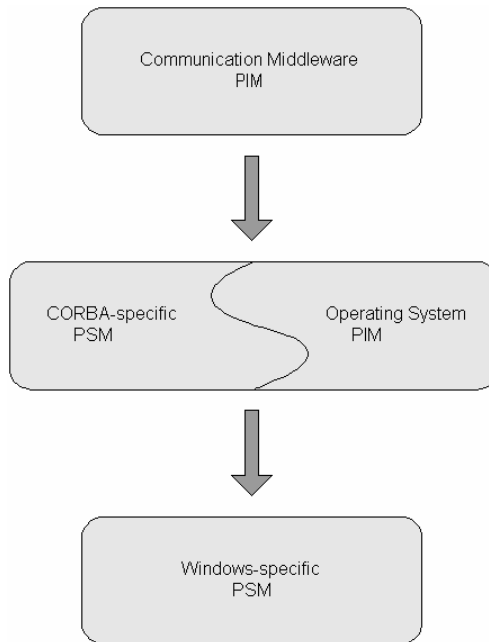 Communication Middleware
PIM
CORBA-specific
PSM
Operating System
PIM
Windows-specific
PSM